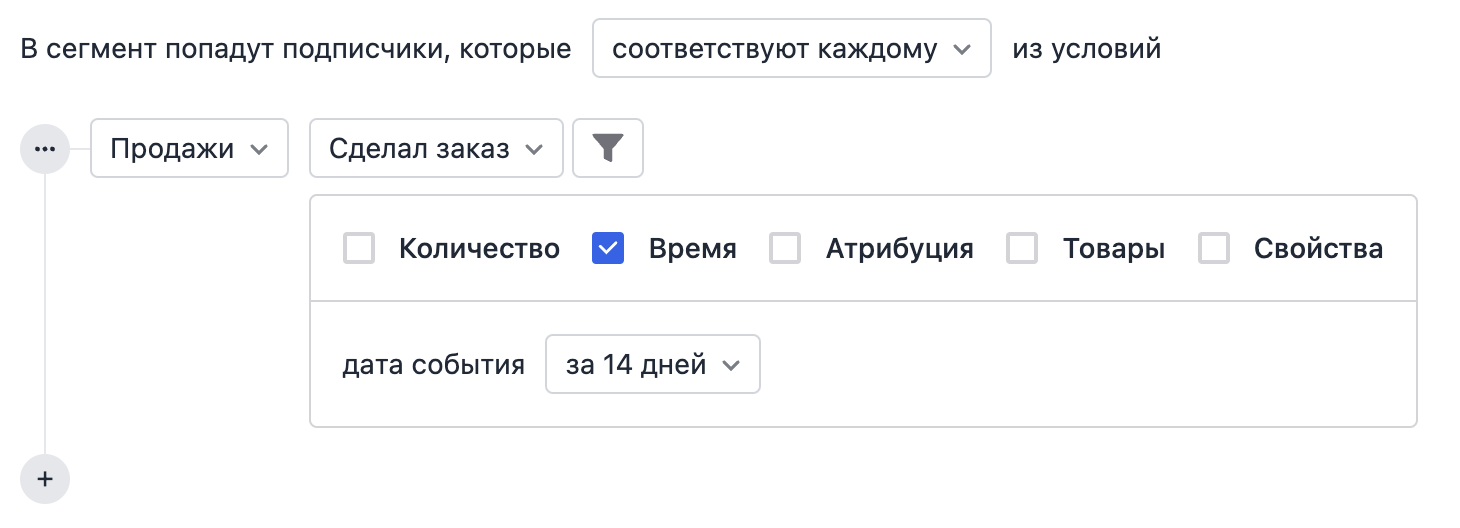 В сегмент попадут подписчики, которые соответствуют каждому из условий
Продажи Сделал заказ
Количество Время Атрибуция Товары Свойства
дата события за 14 дней